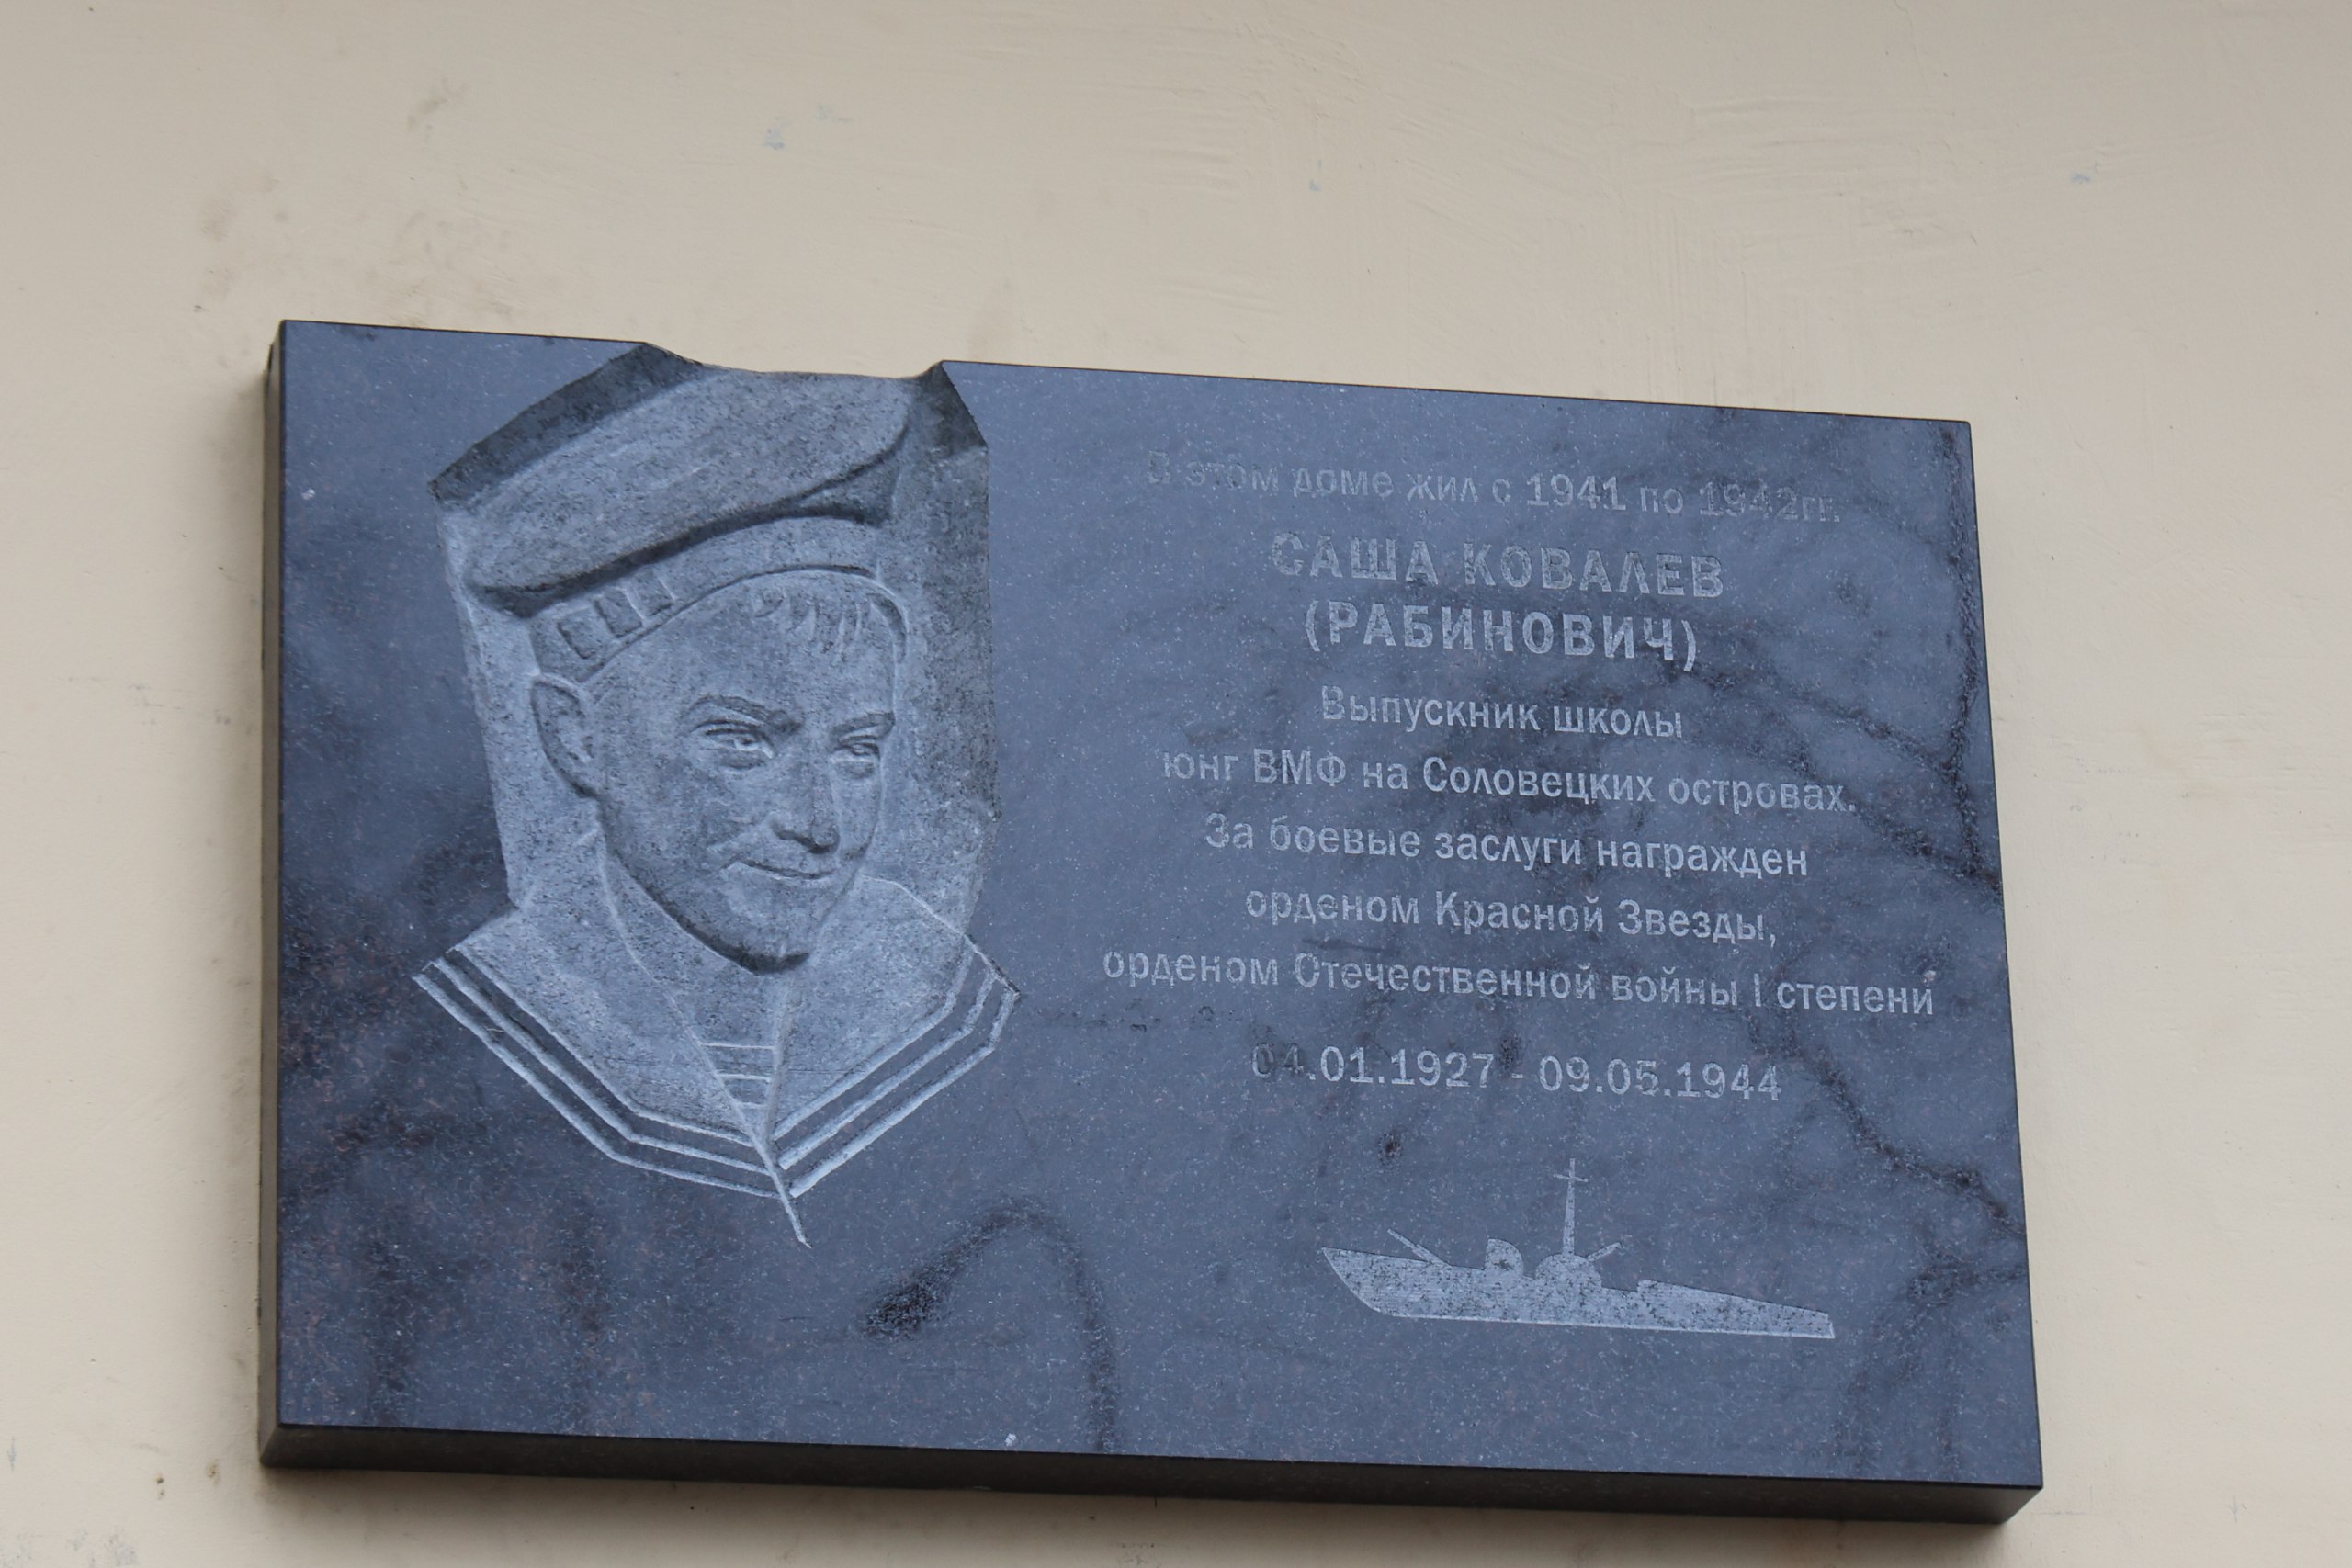 В этом доме жил с 1941 по 1942гг.
САША КОВАЛЕВ
(РАБИНОВИЧ)
Выпускник школы
юнг ВМФ на Соловецких островах.
За боевые заслуги награжден
орденом Красной Звезды,
орденом Отечественной войны I степени
04.01.1927 - 09.05.1944